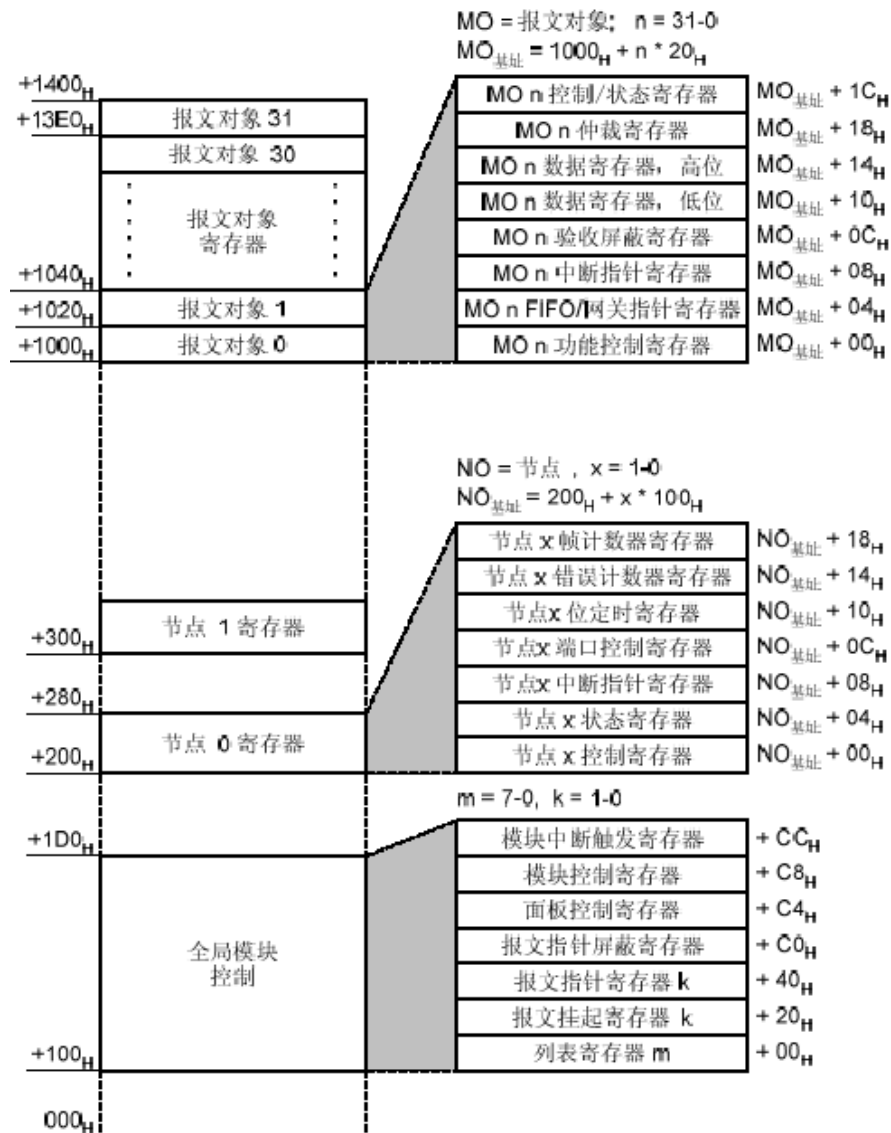 MO = 报文对象; n = 31-0
MO基址 = 1000H + n * 20H
+1400H
+13E0H
报文对象 31
报文对象 30
报文对象
寄存器
+1040H
+1020H
报文对象 1
+1000H
报文对象 0
MO n 控制/状态寄存器 MO基址 + 1CH
MO n 仲裁寄存器 MO基址 + 18H
MO n 数据寄存器, 高位 MO基址 + 14H
MO n 数据寄存器, 低位 MO基址 + 10H
MO n 验收屏蔽寄存器 MO基址 + 0CH
MO n 中断指针寄存器 MO基址 + 08H
MO n FIFO/网关指针寄存器 MO基址 + 04H
MO n 功能控制寄存器 MO基址 + 00H
NO = 节点 , x = 1-0
NO基址 = 200H + x * 100H
节点 1 寄存器
+300H
+280H
节点 0 寄存器
+200H
节点 x 帧计数器寄存器 NO基址 + 18H
节点 x 错误计数器寄存器 NO基址 + 14H
节点x 位定时寄存器 NO基址 + 10H
节点x 端口控制寄存器 NO基址 + 0CH
节点x 中断指针寄存器 NO基址 + 08H
节点 x 状态寄存器 NO基址 + 04H
节点 x 控制寄存器 NO基址 + 00H
m = 7-0, k = 1-0
+1D0H
全局模块
控制
+100H
000H
模块中断触发寄存器 + CCH
模块控制寄存器 + C8H
面板控制寄存器 + C4H
报文指针屏蔽寄存器 + C0H
报文指针寄存器 k + 40H
报文挂起寄存器 k + 20H
列表寄存器 m + 00H